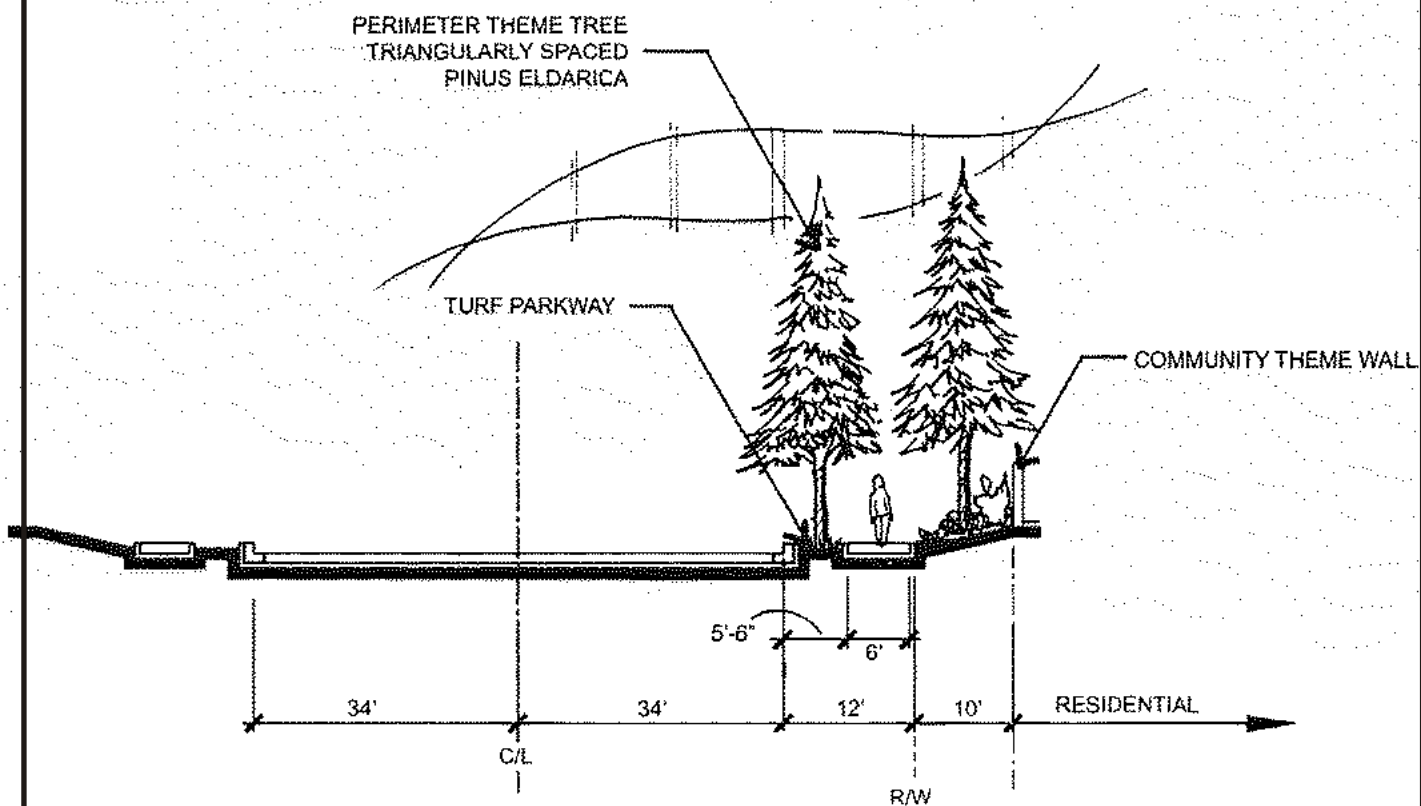 PERIMETER THEME TREE
TRIANGULARLY SPACED
PINUS ELDARICA
TURF PARKWAY
COMMUNITY THEME WALL
5'-6"
6'
34'
34'
12'
10'
RESIDENTIAL
C/L
R/W